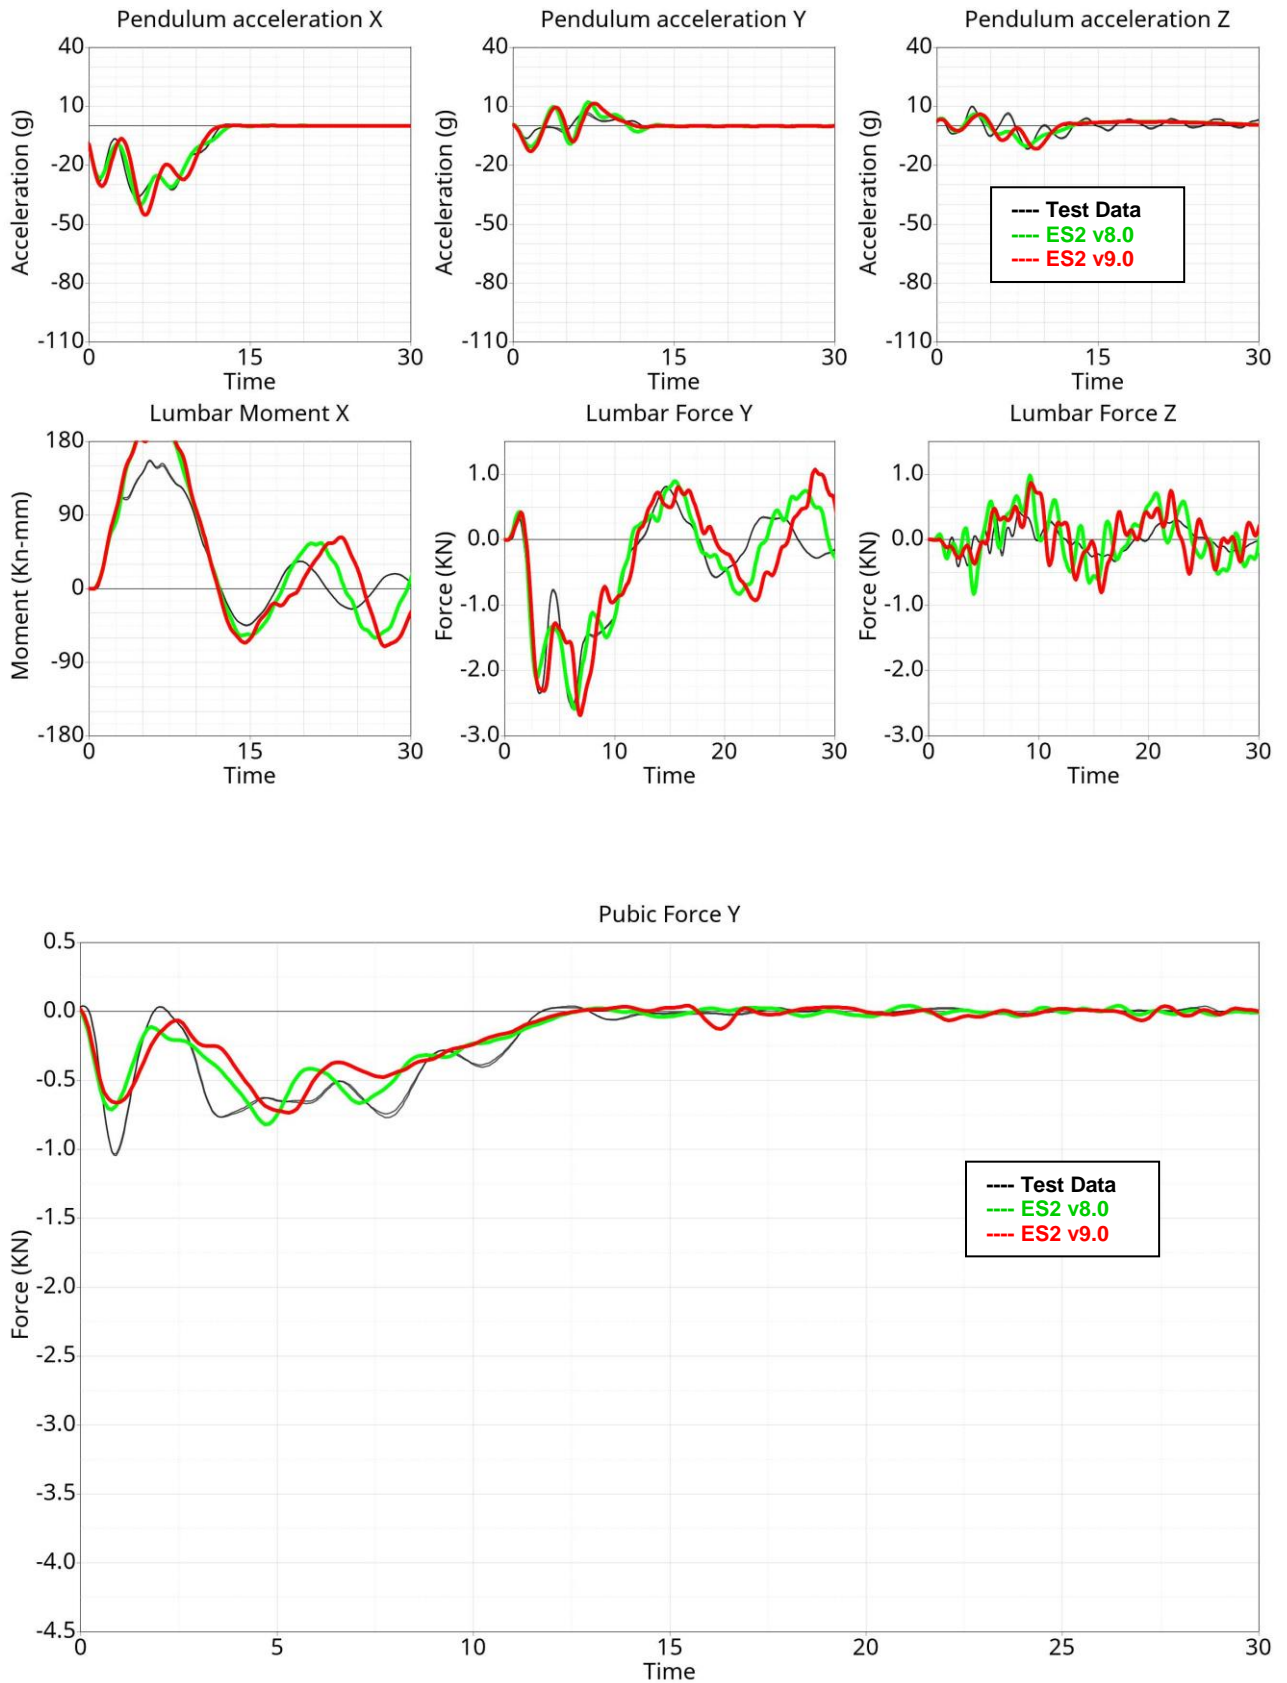 Pendulum acceleration X
Pendulum acceleration Y
Pendulum acceleration Z
40
10
-20
-50
-80
-110
Acceleration (g)
0 15 30
Time
40
10
-20
-50
-80
-110
Acceleration (g)
0 15 30
Time
40
10
-20
-50
-80
-110
Acceleration (g)
0 15 30
Time
---- Test Data
---- ES2 v8.0
---- ES2 v9.0
Lumbar Moment X
Lumbar Force Y
Lumbar Force Z
180
90
0
-90
-180
Moment (Kn-mm)
0 15 30
Time
1.0
0.0
-1.0
-2.0
-3.0
Force (KN)
0 10 20 30
Time
1.0
0.0
-1.0
-2.0
-3.0
Force (KN)
0 10 20 30
Time
Pubic Force Y
0.5
0.0
-0.5
-1.0
-1.5
-2.0
-2.5
-3.0
-3.5
-4.0
-4.5
Force (KN)
0 5 10 15 20 25 30
Time
---- Test Data
---- ES2 v8.0
---- ES2 v9.0